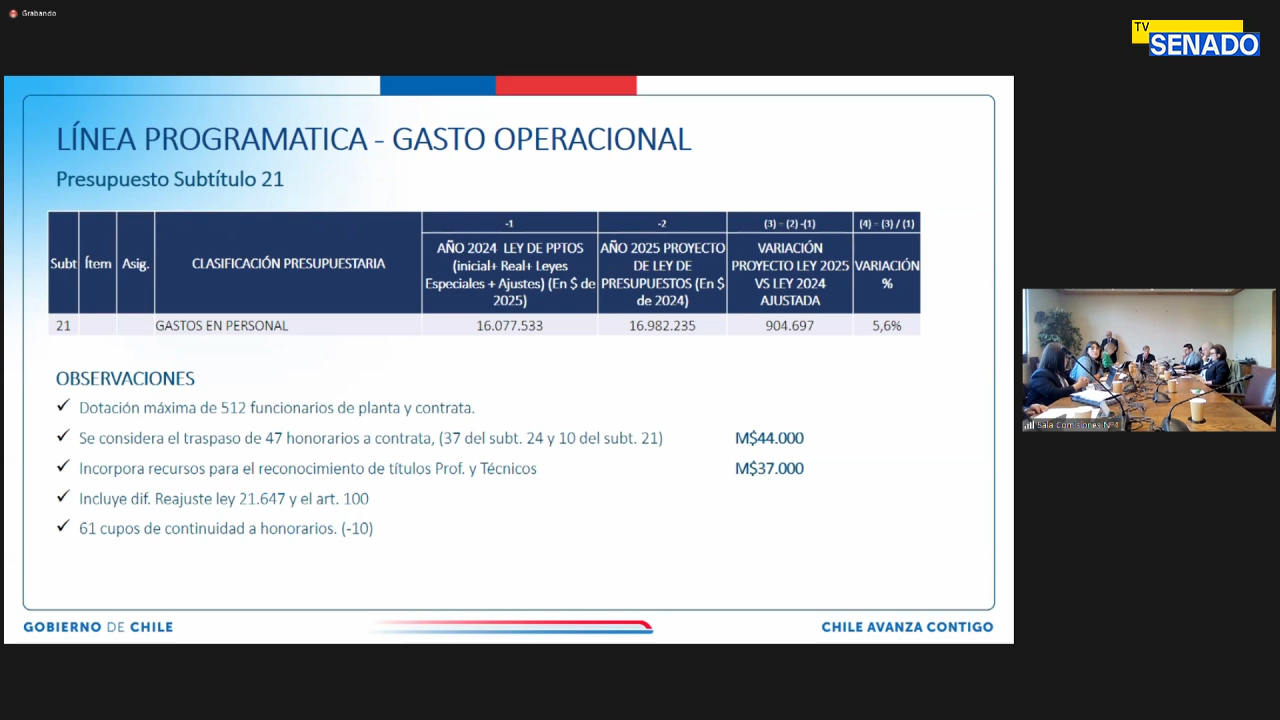 Grabando
TV
SENADO
LÍNEA PROGRAMATICA - GASTO OPERACIONAL
Presupuesto Subtítulo 21
-1
-2
(3) = (2) -(1)
(4) = (3) / (1)
Subt
Ítem
Asig.
CLASIFICACIÓN PRESUPUESTARIA
AÑO 2024 LEY DE PPTOS
(inicial+ Real+ Leyes
Especiales + Ajustes) (En $ de
2025)
AÑO 2025 PROYECTO
DE LEY DE
PRESUPUESTOS (En $
de 2024)
VARIACIÓN
PROYECTO LEY 2025
VS LEY 2024
AJUSTADA
VARIACIÓN
%
21 GASTOS EN PERSONAL 16.077.533 16.982.235 904.697 5,6%
OBSERVACIONES
✓ Dotación máxima de 512 funcionarios de planta y contrata.
✓ Se considera el traspaso de 47 honorarios a contrata, (37 del subt. 24 y 10 del subt. 21) M$44.000
✓ Incorpora recursos para el reconocimiento de títulos Prof. y Técnicos M$37.000
✓ Incluye dif. Reajuste ley 21.647 y el art. 100
✓ 61 cupos de continuidad a honorarios. (-10)
GOBIERNO DE CHILE
CHILE AVANZA CONTIGO
Sala Comisiones N°4